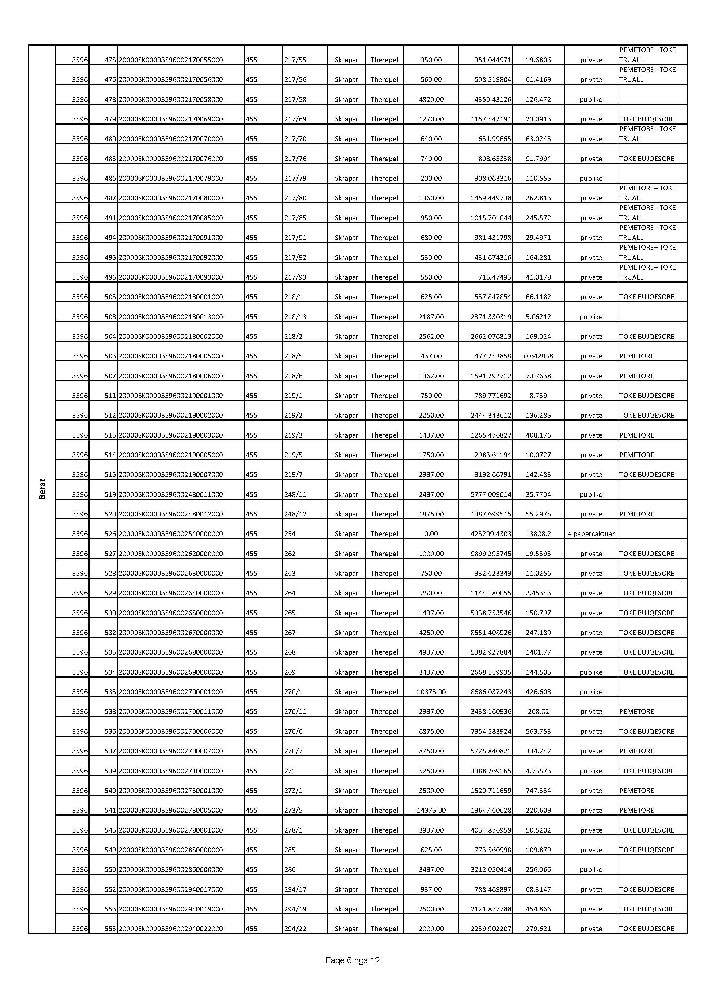 PEMETORE+ TOKE
3596 475 20000SK00003596002170055000 455 217/55 Skrapar Therepel 350.00 351.044971 19.6806 private TRUALL
PEMETORE+ TOKE
3596 476 20000SK00003596002170056000 455 217/56 Skrapar Therepel 560.00 508.519804 61.4169 private TRUALL
3596 478 20000SK00003596002170058000 455 217/58 Skrapar Therepel 4820.00 4350.43126 126.472 publike
3596 479 20000SK00003596002170069000 455 217/69 Skrapar Therepel 1270.00 1157.542191 23.0913 private TOKE BUJQESORE
PEMETORE+ TOKE
3596 480 20000SK00003596002170070000 455 217/70 Skrapar Therepel 640.00 631.99665 63.0243 private TRUALL
3596 483 20000SK00003596002170076000 455 217/76 Skrapar Therepel 740.00 808.65338 91.7994 private TOKE BUJQESORE
3596 486 20000SK00003596002170079000 455 217/79 Skrapar Therepel 200.00 308.063316 110.555 publike
PEMETORE+ TOKE
3596 487 20000SK00003596002170080000 455 217/80 Skrapar Therepel 1360.00 1459.449738 262.813 private TRUALL
PEMETORE+ TOKE
3596 491 20000SK00003596002170085000 455 217/85 Skrapar Therepel 950.00 1015.701044 245.572 private TRUALL
PEMETORE+ TOKE
3596 494 20000SK00003596002170091000 455 217/91 Skrapar Therepel 680.00 981.431798 29.4971 private TRUALL
PEMETORE+ TOKE
3596 495 20000SK00003596002170092000 455 217/92 Skrapar Therepel 530.00 431.674316 164.281 private TRUALL
PEMETORE+ TOKE
3596 496 20000SK00003596002170093000 455 217/93 Skrapar Therepel 550.00 715.47493 41.0178 private TRUALL
3596 503 20000SK00003596002180001000 455 218/1 Skrapar Therepel 625.00 537.847854 66.1182 private TOKE BUJQESORE
3596 508 20000SK00003596002180013000 455 218/13 Skrapar Therepel 2187.00 2371.330319 5.06212 publike
3596 504 20000SK00003596002180002000 455 218/2 Skrapar Therepel 2562.00 2662.076813 169.024 private TOKE BUJQESORE
3596 506 20000SK00003596002180005000 455 218/5 Skrapar Therepel 437.00 477.253858 0.642838 private PEMETORE
3596 507 20000SK00003596002180006000 455 218/6 Skrapar Therepel 1362.00 1591.292712 7.07638 private PEMETORE
3596 511 20000SK00003596002190001000 455 219/1 Skrapar Therepel 750.00 789.771692 8.739 private TOKE BUJQESORE
3596 512 20000SK00003596002190002000 455 219/2 Skrapar Therepel 2250.00 2444.343612 136.285 private TOKE BUJQESORE
3596 513 20000SK00003596002190003000 455 219/3 Skrapar Therepel 1437.00 1265.476827 408.176 private PEMETORE
3596 514 20000SK00003596002190005000 455 219/5 Skrapar Therepel 1750.00 2983.61194 10.0727 private PEMETORE
3596 515 20000SK00003596002190007000 455 219/7 Skrapar Therepel 2937.00 3192.66791 142.483 private TOKE BUJQESORE
Berat
3596 519 20000SK00003596002480011000 455 248/11 Skrapar Therepel 2437.00 5777.009014 35.7704 publike
3596 520 20000SK00003596002480012000 455 248/12 Skrapar Therepel 1875.00 1387.699515 55.2975 private PEMETORE
3596 526 20000SK00003596002540000000 455 254 Skrapar Therepel 0.00 423209.4303 13808.2 e papercaktuar
3596 527 20000SK00003596002620000000 455 262 Skrapar Therepel 1000.00 9899.295745 19.5395 private TOKE BUJQESORE
3596 528 20000SK00003596002630000000 455 263 Skrapar Therepel 750.00 332.623349 11.0256 private TOKE BUJQESORE
3596 529 20000SK00003596002640000000 455 264 Skrapar Therepel 250.00 1144.180055 2.45343 private TOKE BUJQESORE
3596 530 20000SK00003596002650000000 455 265 Skrapar Therepel 1437.00 5938.753546 150.797 private TOKE BUJQESORE
3596 532 20000SK00003596002670000000 455 267 Skrapar Therepel 4250.00 8551.408926 247.189 private TOKE BUJQESORE
3596 533 20000SK00003596002680000000 455 268 Skrapar Therepel 4937.00 5382.927884 1401.77 private TOKE BUJQESORE
3596 534 20000SK00003596002690000000 455 269 Skrapar Therepel 3437.00 2668.559935 144.503 publike TOKE BUJQESORE
3596 535 20000SK00003596002700001000 455 270/1 Skrapar Therepel 10375.00 8686.037243 426.608 publike
3596 538 20000SK00003596002700011000 455 270/11 Skrapar Therepel 2937.00 3438.160936 268.02 private PEMETORE
3596 536 20000SK00003596002700006000 455 270/6 Skrapar Therepel 6875.00 7354.583924 563.753 private TOKE BUJQESORE
3596 537 20000SK00003596002700007000 455 270/7 Skrapar Therepel 8750.00 5725.840821 334.242 private PEMETORE
3596 539 20000SK00003596002710000000 455 271 Skrapar Therepel 5250.00 3388.269165 4.73573 publike TOKE BUJQESORE
3596 540 20000SK00003596002730001000 455 273/1 Skrapar Therepel 3500.00 1520.711659 747.334 private PEMETORE
3596 541 20000SK00003596002730005000 455 273/5 Skrapar Therepel 14375.00 13647.60628 220.609 private PEMETORE
3596 545 20000SK00003596002780001000 455 278/1 Skrapar Therepel 3937.00 4034.876959 50.5202 private TOKE BUJQESORE
3596 549 20000SK00003596002850000000 455 285 Skrapar Therepel 625.00 773.560998 109.879 private TOKE BUJQESORE
3596 550 20000SK00003596002860000000 455 286 Skrapar Therepel 3437.00 3212.050414 256.066 publike
3596 552 20000SK00003596002940017000 455 294/17 Skrapar Therepel 937.00 788.469897 68.3147 private TOKE BUJQESORE
3596 553 20000SK00003596002940019000 455 294/19 Skrapar Therepel 2500.00 2121.877788 454.866 private TOKE BUJQESORE
3596 555 20000SK00003596002940022000 455 294/22 Skrapar Therepel 2000.00 2239.902207 279.621 private TOKE BUJQESORE
Faqe 6 nga 12